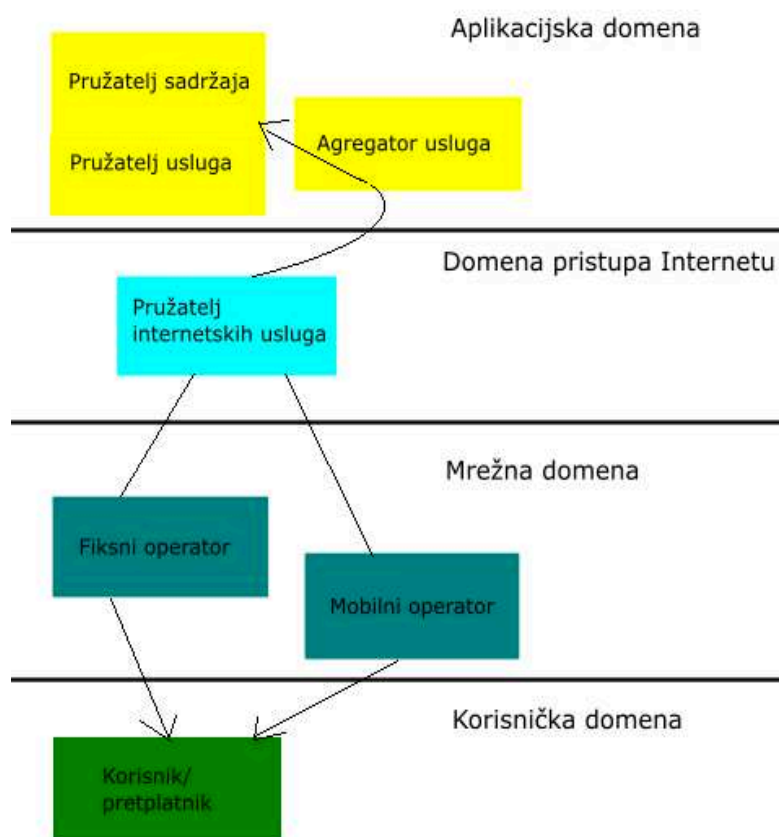 Aplikacijska domena
Pružatelj sadržaja
Pružatelj usluga
Agregator usluga
Domena pristupa Internetu
Pružatelj
internetskih usluga
Mrežna domena
Fiksni operator
Mobilni operator
Korisnička domena
Korisnik/
pretplatnik